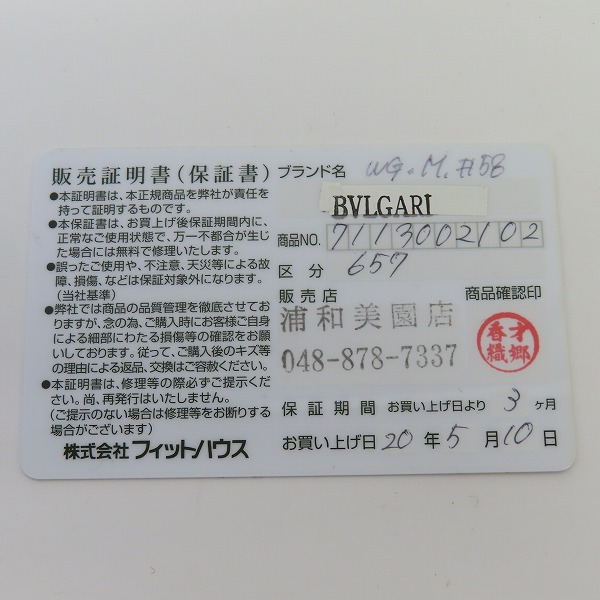 販売証明書(保証書)
●本証明書は、本正規商品を弊社が責任を
持って証明するものです。
●本保証書は、お買上げ後保証期間内に、
正常なご使用状態で、万一不都合が生じ
た場合には無料で修理いたします。
●誤ったご使用や、不注意、天災等による故
障、損傷、などは保証対象外になります。
(当社基準)
●弊社では商品の品質管理を徹底させてお
りますが、念の為、ご購入時にお客様ご自身
による細部にわたる損傷等の確認をお願
いしております。従って、ご購入後のキズ等
の理由による返品、交換はご容赦ください。
●本証明書は、修理等の際必ずご提示くだ
さい。尚、再発行はいたしません。
(ご提示のない場合は修理等をお断りする
場合がございます)
株式会社フィットハウス
ブランド名 WG.M.#58
BVLGARI
商品NO. 7113002102
区分 657
販売店 商品確認印
浦和美園店
048-878-7337
才郷
春織
保証期間 お買い上げ日より 3 ヶ月
お買い上げ日 20 年 5 月 10 日